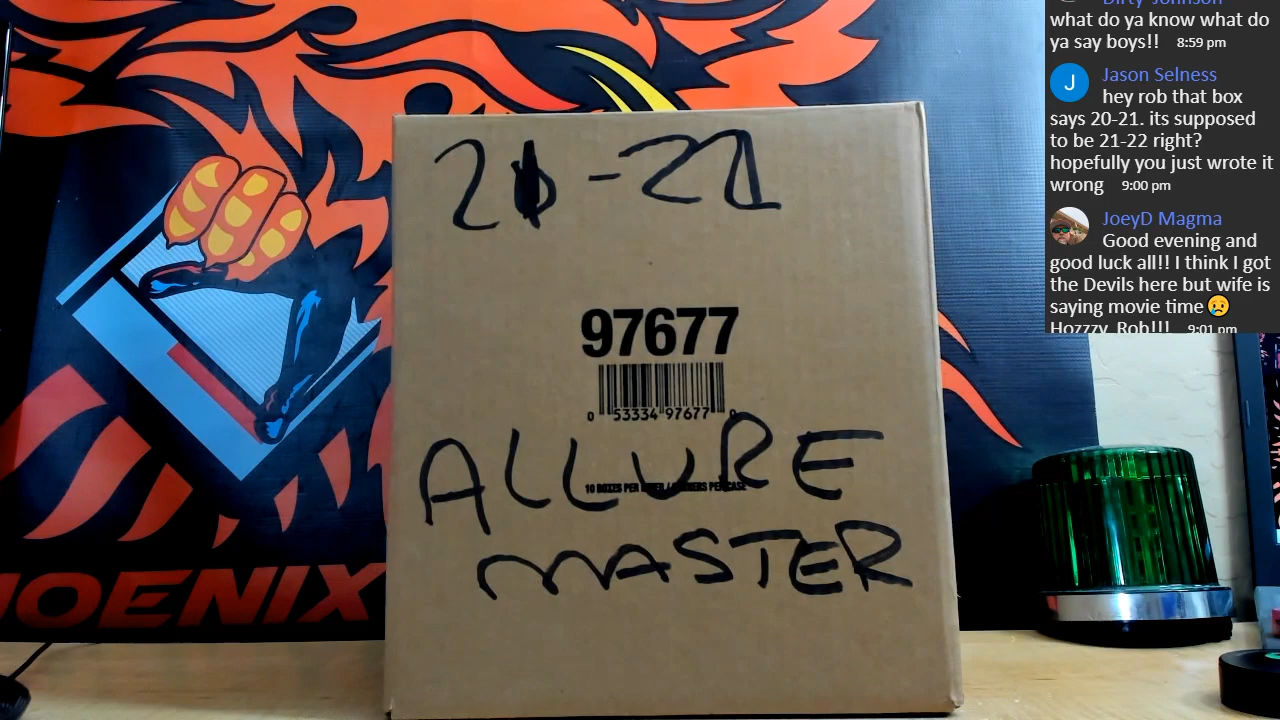 what do ya know what do
ya say boys!! 8:59 pm
J
Jason Selness
hey rob that box
says 20-21. its supposed
to be 21-22 right?
hopefully you just wrote it
wrong 9:00 pm
JoeyD Magma
Good evening and
good luck all!! I think I got
the Devils here but wife is
saying movie time
Hozzzy, Rob!!! 9:01 pm
97677
0 53334 97677 0
ALLURE
10 BOXES PER
MASTER
OENIX